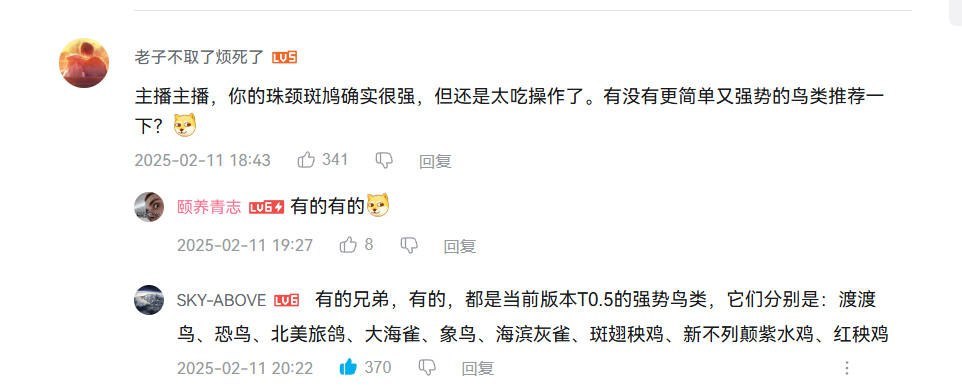 老子不取了烦死了 LV5
主播主播，你的珠颈斑鸠确实很强，但还是太吃操作了。有没有更简单又强势的鸟类推荐一
下？
2025-02-11 18:43 341 回复
颐养青志 LV6 有的有的
2025-02-11 19:27 8 回复
SKY-ABOVE LV6 有的兄弟，有的，都是当前版本T0.5的强势鸟类，它们分别是：渡渡
鸟、恐鸟、北美旅鸽、大海雀、象鸟、海滨灰雀、斑翅秧鸡、新不列颠紫水鸡、红秧鸡
2025-02-11 20:22 370 回复